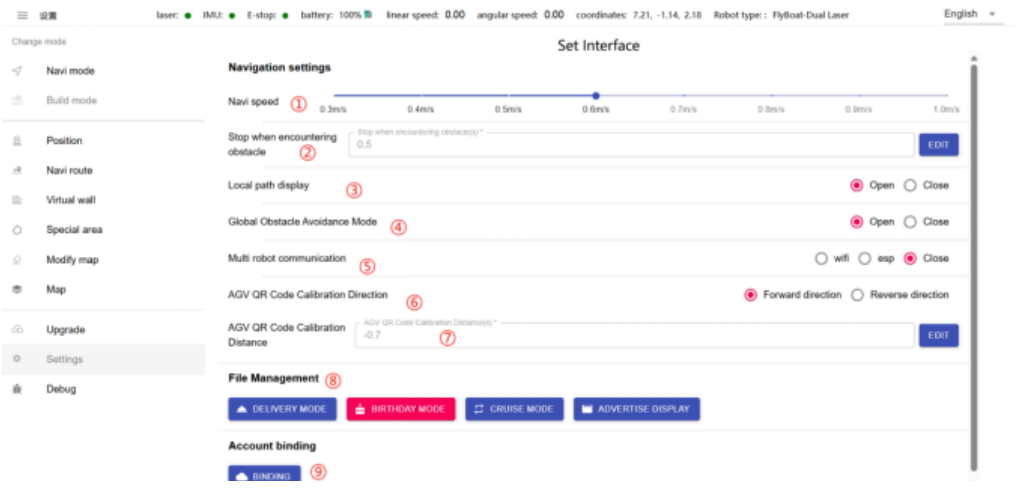 设置 laser: IMU: E-stop: battery: 100% linear speed: 0.00 angular speed: 0.00 coordinates: 7.21, -1.14, 2.18 Robot type: : FlyBoat-Dual Laser English
Change mode
Set Interface
Navi mode
Build mode
Position
Navi route
Virtual wall
Special area
Modify map
Map
Upgrade
Settings
Debug
Navigation settings
Navi speed ①
0.3m/s 0.4m/s 0.5m/s 0.6m/s 0.7m/s 0.8m/s 0.9m/s 1.0m/s
Stop when encountering
obstacle ②
Stop when encountering obstacle(s)*
0.5
EDIT
Local path display ③ Open Close
Global Obstacle Avoidance Mode ④ Open Close
Multi robot communication ⑤ wifi esp Close
AGV QR Code Calibration Direction ⑥ Forward direction Reverse direction
AGV QR Code Calibration
Distance
AGV QR Code Calibration Distance(s)*
-0.7 ⑦
EDIT
File Management ⑧
DELIVERY MODE BIRTHDAY MODE CRUISE MODE ADVERTISE DISPLAY
Account binding
BINDING ⑨